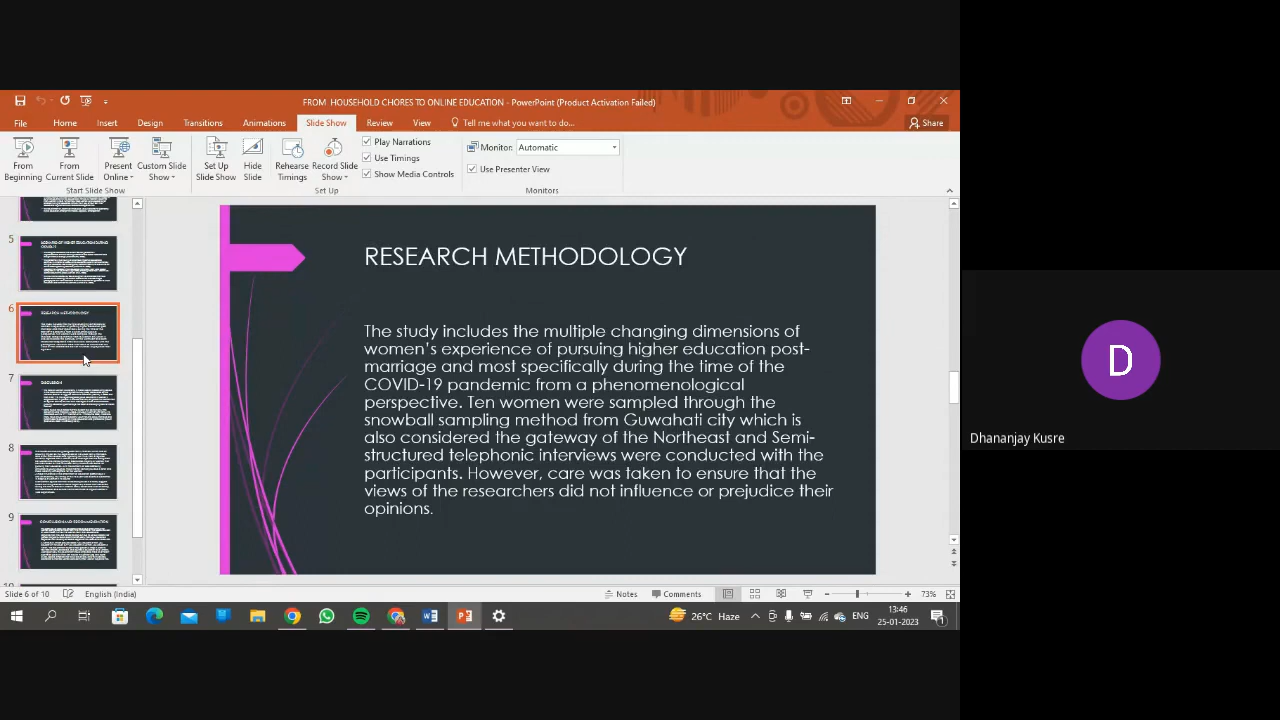 FROM HOUSEHOLD CHORES TO ONLINE EDUCATION - PowerPoint (Product Activation Failed)
File Home Insert Design Transitions Animations Slide Show Review View Tell me what you want to do... Share
From Beginning
From Current Slide
Present Online
Custom Slide Show
Set Up Slide Show
Hide Slide
Rehearse Timings
Record Slide Show
Play Narrations
Use Timings
Show Media Controls
Monitor: Automatic
Use Presenter View
Start Slide Show
Set Up
Monitors
5
6
RESEARCH METHODOLOGY
7
DISCUSSION
8
9
CONCLUSION AND RECOMMENDATION
RESEARCH METHODOLOGY
The study includes the multiple changing dimensions of
women's experience of pursuing higher education post-
marriage and most specifically during the time of the
COVID-19 pandemic from a phenomenological
perspective. Ten women were sampled through the
snowball sampling method from Guwahati city which is
also considered the gateway of the Northeast and Semi-
structured telephonic interviews were conducted with the
participants. However, care was taken to ensure that the
views of the researchers did not influence or prejudice their
opinions.
D
Dhananjay Kusre
Slide 6 of 10 English (India) Notes Comments 73%
26°C Haze ENG 13:46
25-01-2023